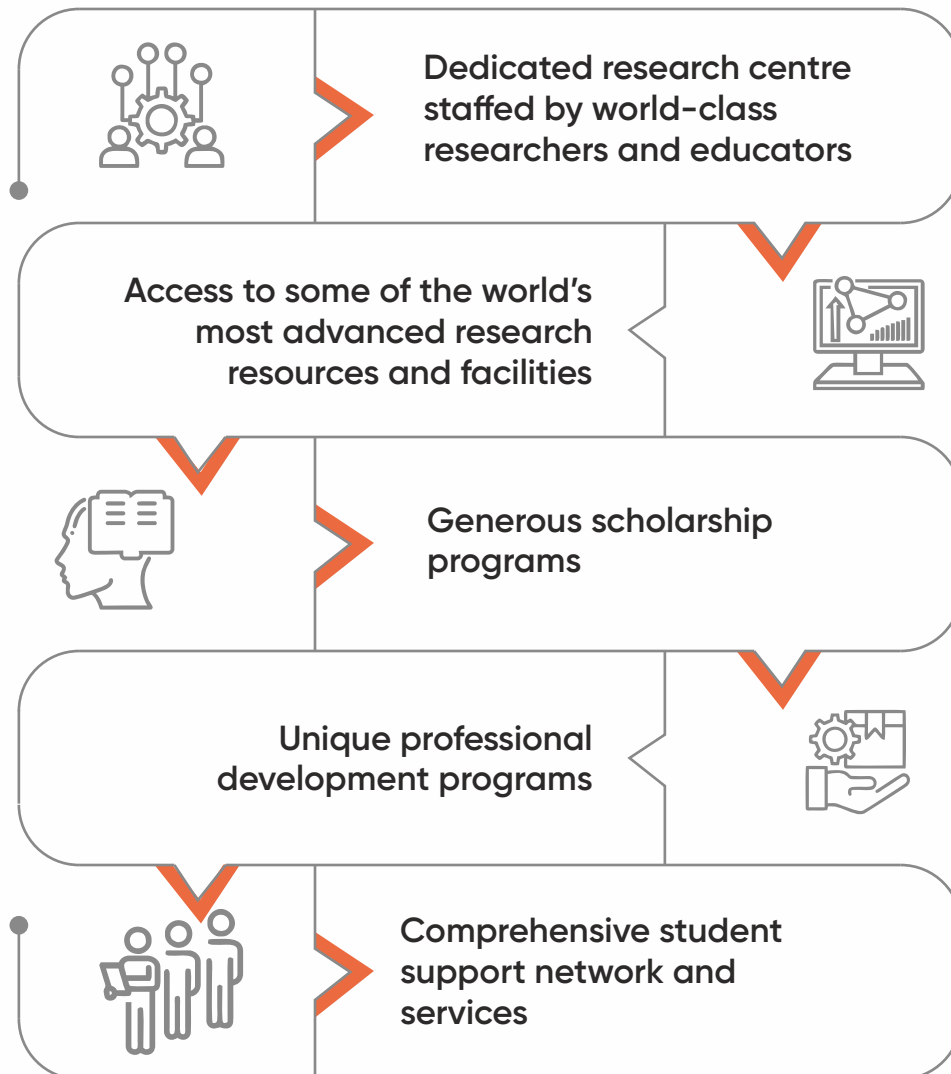 Dedicated research centre
staffed by world-class
researchers and educators
Access to some of the world's
most advanced research
resources and facilities
Generous scholarship
programs
Unique professional
development programs
Comprehensive student
support network and
services